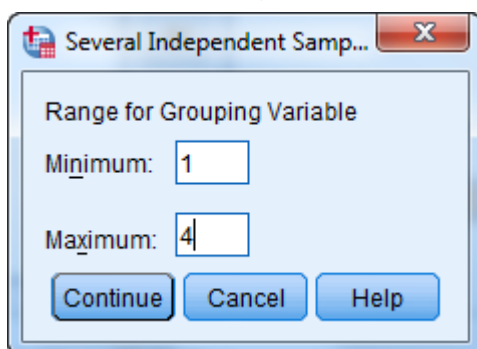 Several Independent Samp...
Range for Grouping Variable
Minimum: 1
Maximum: 4
Continue Cancel Help